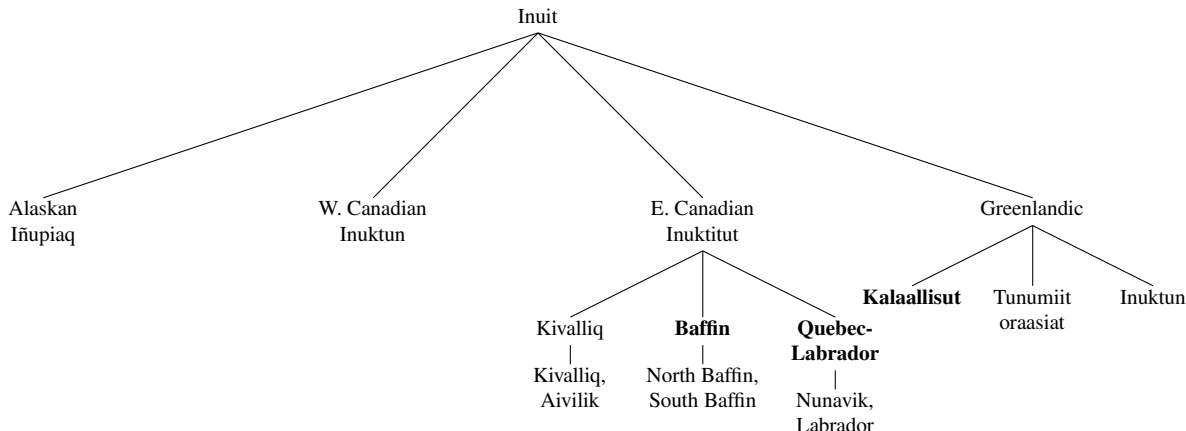 Inuit
Alaskan
Iñupiaq
W. Canadian
Inuktun
E. Canadian
Inuktitut
Greenlandic
Kivalliq
Kivalliq,
Aivilik
Baffin
North Baffin,
South Baffin
Quebec-
Labrador
Nunavik,
Labrador
Kalaallisut
Tunumiit
oraasiat
Inuktun